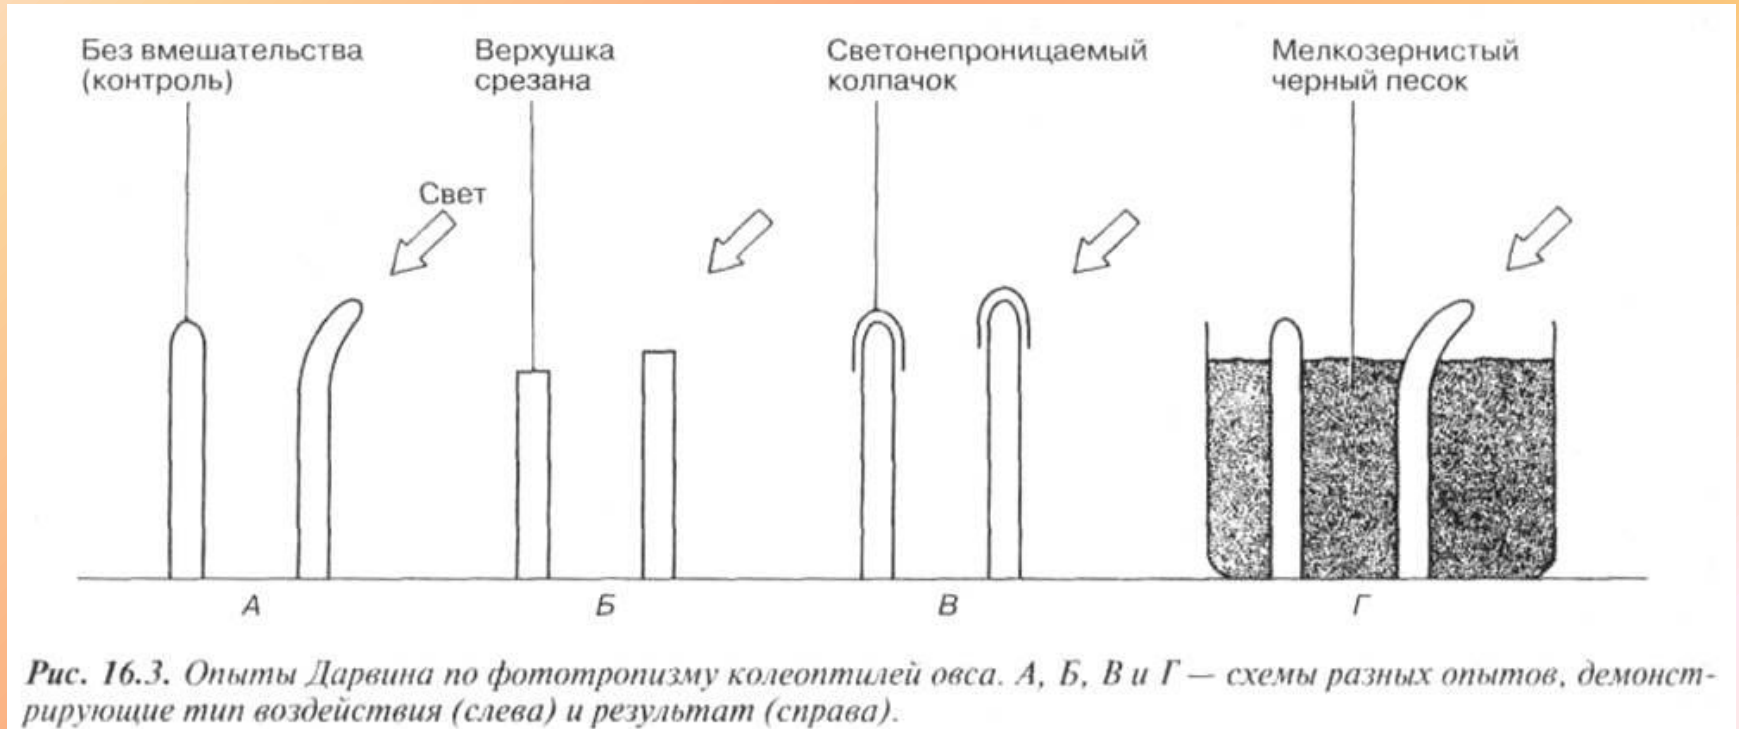 Без вмешательства
(контроль)
Верхушка
срезана
Светонепроницаемый
колпачок
Мелкозернистый
черный песок
Свет
А
Б
В
Г
Рис. 16.3. Опыты Дарвина по фототропизму колеоптилей овса. А, Б, В и Г — схемы разных опытов, демонст-
рирующие тип воздействия (слева) и результат (справа).